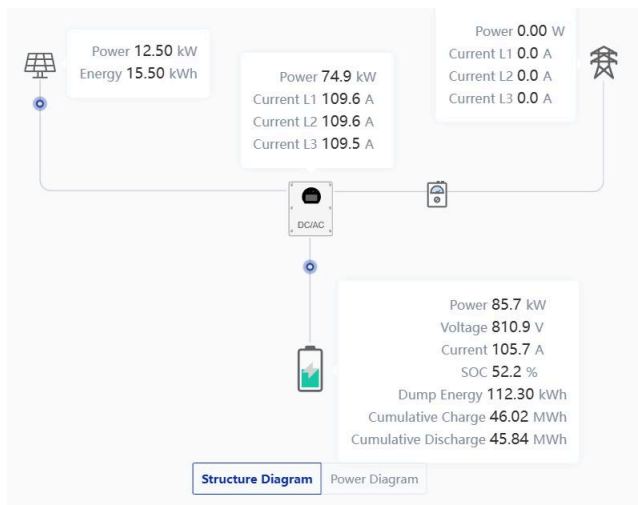 Power 12.50 kW
Energy 15.50 kWh
Power 74.9 kW
Current L1 109.6 A
Current L2 109.6 A
Current L3 109.5 A
Power 0.00 W
Current L1 0.0 A
Current L2 0.0 A
Current L3 0.0 A
DC/AC
Power 85.7 kW
Voltage 810.9 V
Current 105.7 A
SOC 52.2 %
Dump Energy 112.30 kWh
Cumulative Charge 46.02 MWh
Cumulative Discharge 45.84 MWh
Structure Diagram Power Diagram